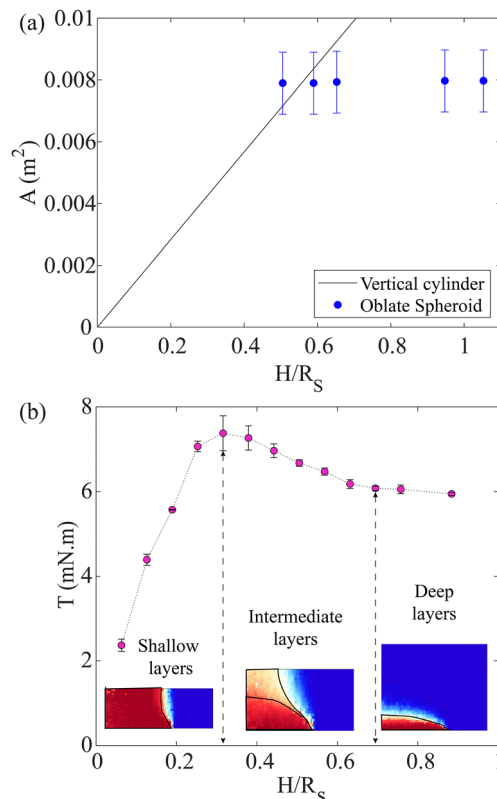 (a)
0.01
0.008
0.006
0.004
0.002
0
A (m²)
Vertical cylinder
Oblate Spheroid
0 0.2 0.4 0.6 0.8 1
H/R_S
(b)
8
6
4
2
0
T (mN.m)
Shallow
layers
Intermediate
layers
Deep
layers
0 0.2 0.4 0.6 0.8 1
H/R_S